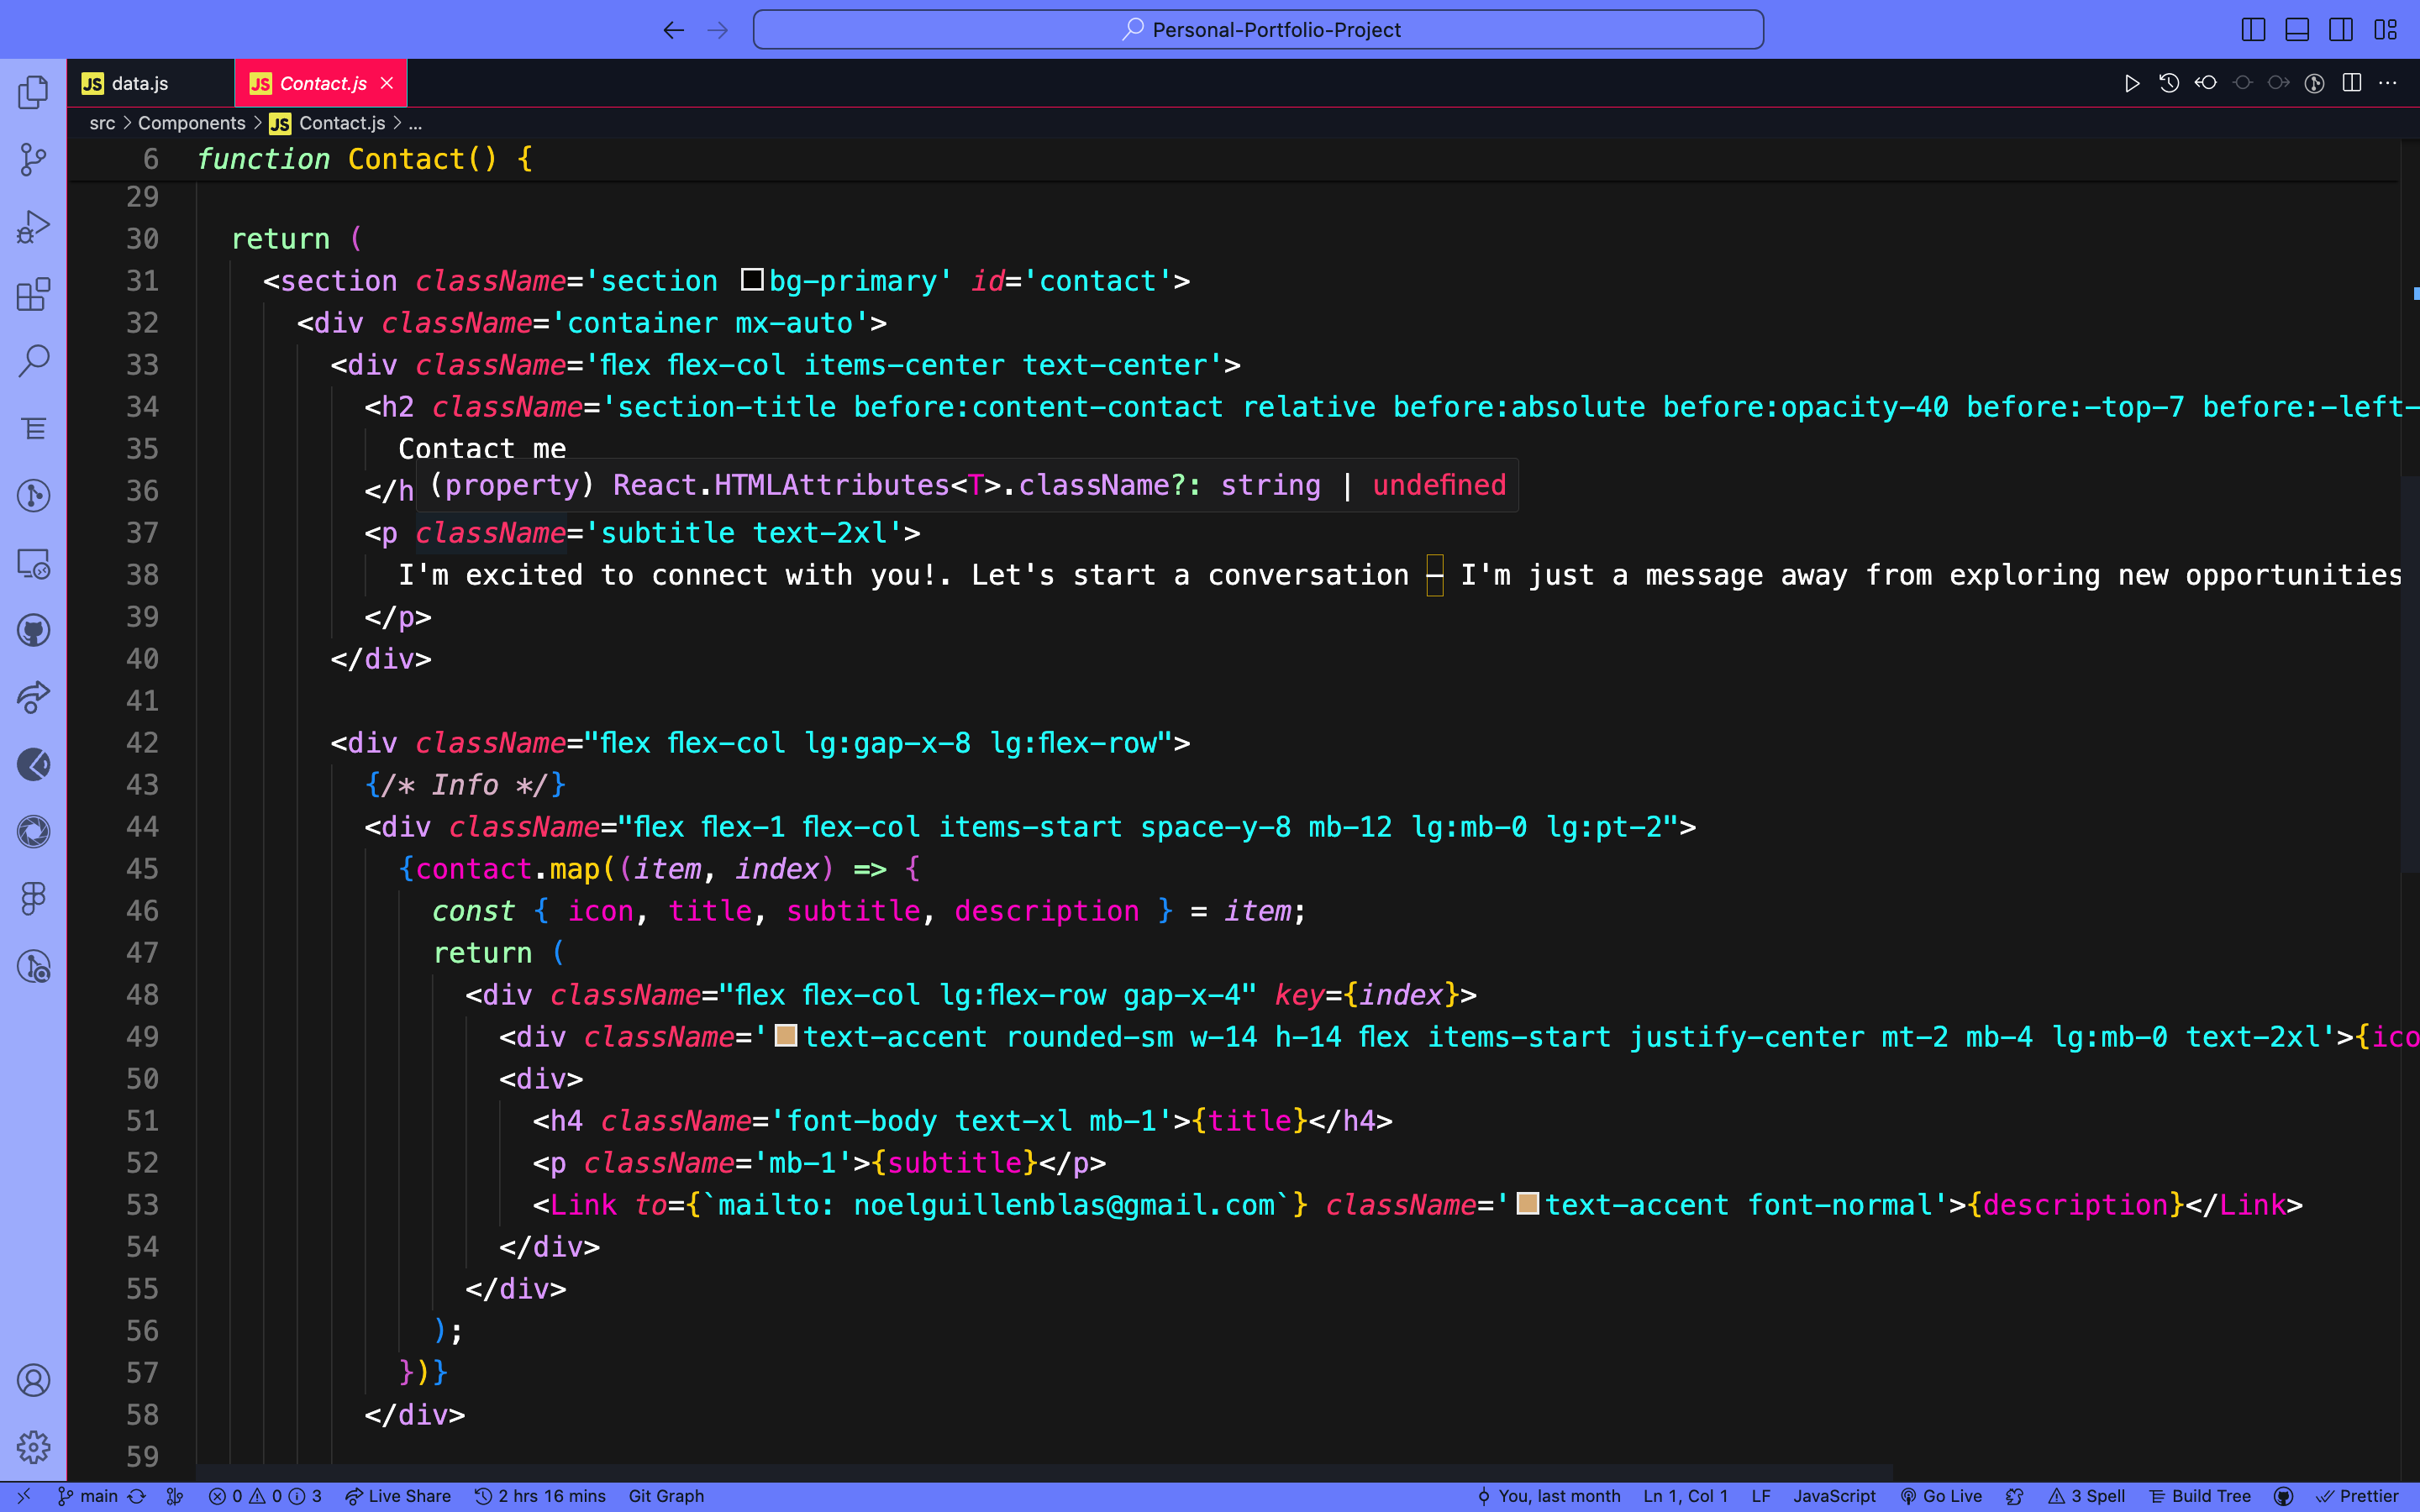 Personal-Portfolio-Project
JS data.js
JS Contact.js
src > Components > JS Contact.js > ...
6 function Contact() {
29
30 return (
31 <section className='section bg-primary' id='contact'>
32 <div className='container mx-auto'>
33 <div className='flex flex-col items-center text-center'>
34 <h2 className='section-title before:content-contact relative before:absolute before:opacity-40 before:-top-7 before:-left-
35 Contact me
(property) React.HTMLAttributes<T>.className?: string | undefined
36 </h
37 <p className='subtitle text-2xl'>
38 I'm excited to connect with you!. Let's start a conversation – I'm just a message away from exploring new opportunities
39 </p>
40 </div>
41
42 <div className="flex flex-col lg:gap-x-8 lg:flex-row">
43 {/* Info */}
44 <div className="flex flex-1 flex-col items-start space-y-8 mb-12 lg:mb-0 lg:pt-2">
45 {contact.map((item, index) => {
46 const { icon, title, subtitle, description } = item;
47 return (
48 <div className="flex flex-col lg:flex-row gap-x-4" key={index}>
49 <div className='text-accent rounded-sm w-14 h-14 flex items-start justify-center mt-2 mb-4 lg:mb-0 text-2xl'>{ico
50 <div>
51 <h4 className='font-body text-xl mb-1'>{title}</h4>
52 <p className='mb-1'>{subtitle}</p>
53 <Link to={`mailto: noelguillenblas@gmail.com`} className='text-accent font-normal'>{description}</Link>
54 </div>
55 </div>
56 );
57 })}
58 </div>
59
main 0 0 3 Live Share 2 hrs 16 mins Git Graph You, last month Ln 1, Col 1 LF JavaScript Go Live 3 Spell Build Tree Prettier